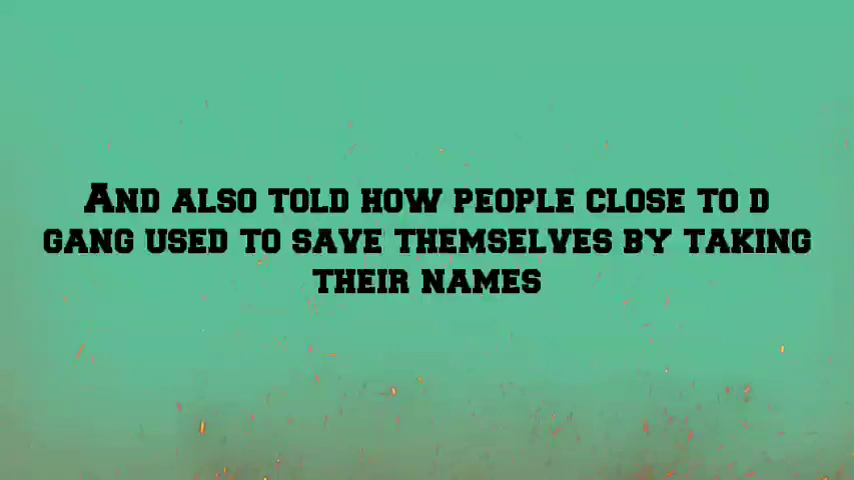 And also told how people close to d
gang used to save themselves by taking
their names